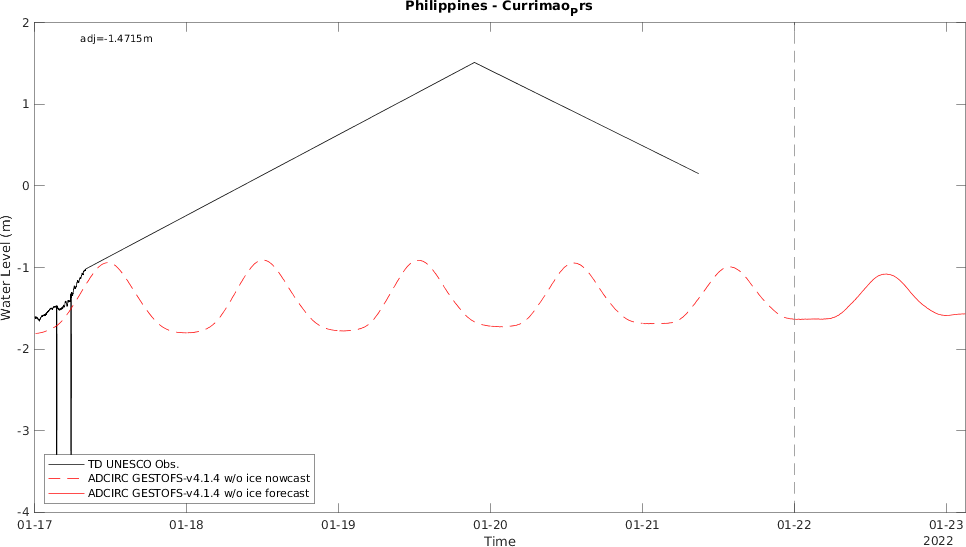 Philippines - Currimao_prs
adj=-1.4715m
Water Level (m)
2
1
0
-1
-2
-3
-4
TD UNESCO Obs.
ADCIRC GESTOFS-v4.1.4 w/o ice nowcast
ADCIRC GESTOFS-v4.1.4 w/o ice forecast
01-17 01-18 01-19 01-20 01-21 01-22 01-23
Time
2022